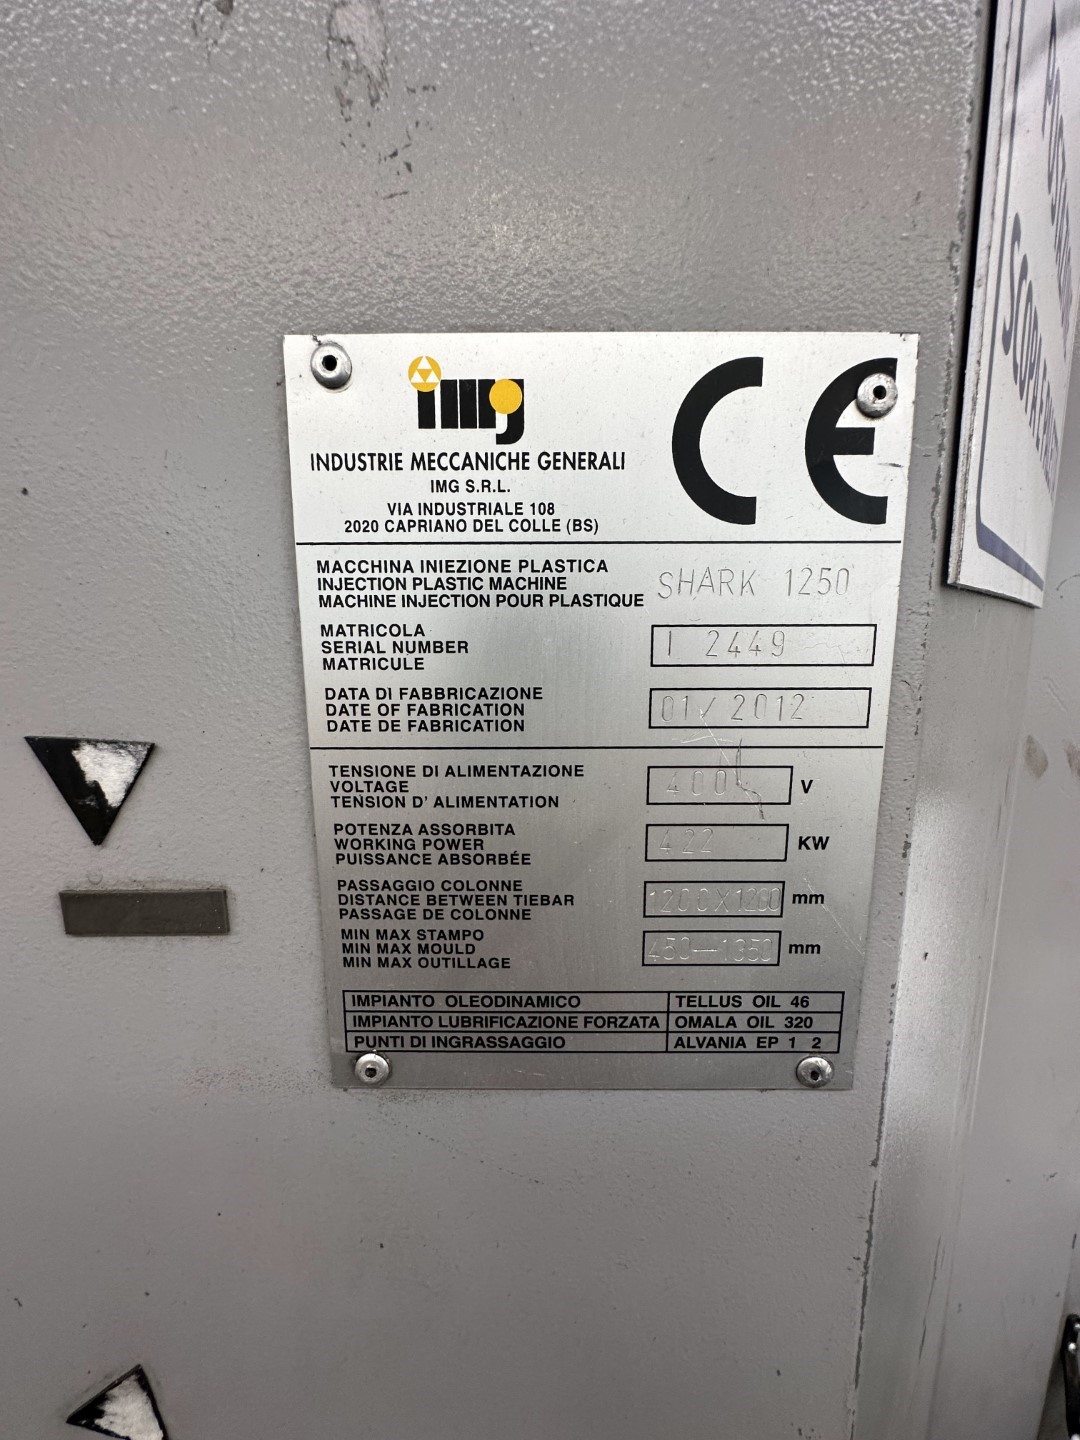 img
CE
INDUSTRIE MECCANICHE GENERALI
IMG S.R.L.
VIA INDUSTRIALE 108
2020 CAPRIANO DEL COLLE (BS)
MACCHINA INIEZIONE PLASTICA
INJECTION PLASTIC MACHINE
MACHINE INJECTION POUR PLASTIQUE
SHARK 1250
MATRICOLA
SERIAL NUMBER
MATRICULE
I 2449
DATA DI FABBRICAZIONE
DATE OF FABRICATION
DATE DE FABRICATION
01/2012
TENSIONE DI ALIMENTAZIONE
VOLTAGE
TENSION D' ALIMENTATION
400 V
POTENZA ASSORBITA
WORKING POWER
PUISSANCE ABSORBÉE
422 KW
PASSAGGIO COLONNE
DISTANCE BETWEEN TIEBAR
PASSAGE DE COLONNE
1200X1200 mm
MIN MAX STAMPO
MIN MAX MOULD
MIN MAX OUTILLAGE
mm
IMPIANTO OLEODINAMICO TELLUS OIL 46
IMPIANTO LUBRIFICAZIONE FORZATA OMALA OIL 320
PUNTI DI INGRASSAGGIO ALVANIA EP 1 2